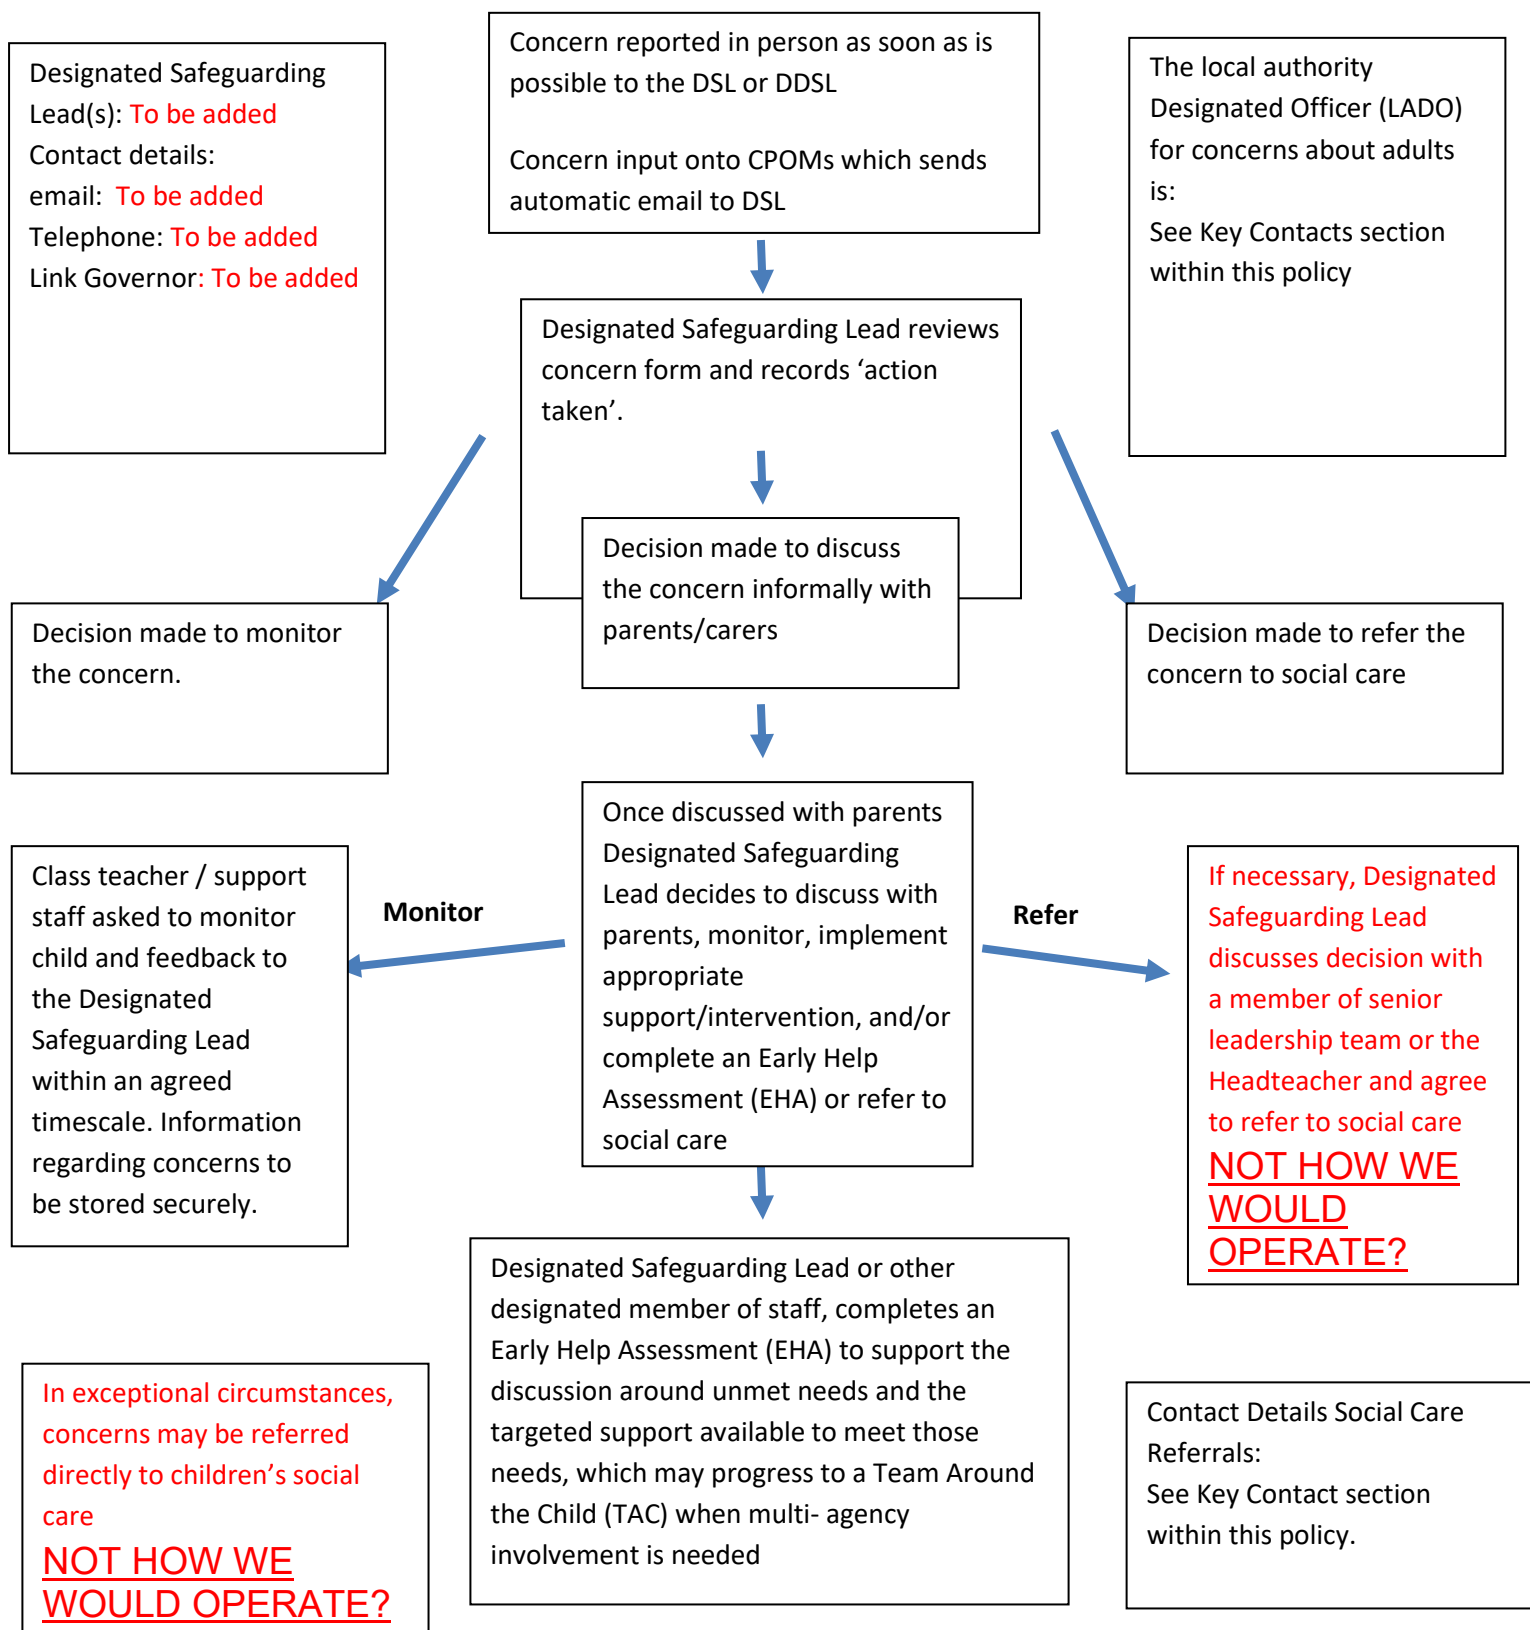 Designated Safeguarding
Lead(s): To be added
Contact details:
email:  To be added
Telephone: To be added
Link Governor: To be added
Concern reported in person as soon as is
possible to the DSL or DDSL
Concern input onto CPOMs which sends
automatic email to DSL
The local authority
Designated Officer (LADO)
for concerns about adults
is:
See Key Contacts section
within this policy
Designated Safeguarding Lead reviews
concern form and records ‘action
taken’.
Decision made to monitor
the concern.
Decision made to discuss
the concern informally with
parents/carers
Decision made to refer the
concern to social care
Class teacher / support
staff asked to monitor
child and feedback to
the Designated
Safeguarding Lead
within an agreed
timescale. Information
regarding concerns to
be stored securely.
Monitor
Once discussed with parents
Designated Safeguarding
Lead decides to discuss with
parents, monitor, implement
appropriate
support/intervention, and/or
complete an Early Help
Assessment (EHA) or refer to
social care
Refer
If necessary, Designated
Safeguarding Lead
discusses decision with
a member of senior
leadership team or the
Headteacher and agree
to refer to social care
NOT HOW WE
WOULD
OPERATE?
In exceptional circumstances,
concerns may be referred
directly to children’s social
care
NOT HOW WE
WOULD OPERATE?
Designated Safeguarding Lead or other
designated member of staff, completes an
Early Help Assessment (EHA) to support the
discussion around unmet needs and the
targeted support available to meet those
needs, which may progress to a Team Around
the Child (TAC) when multi- agency
involvement is needed
Contact Details Social Care
Referrals:
See Key Contact section
within this policy.